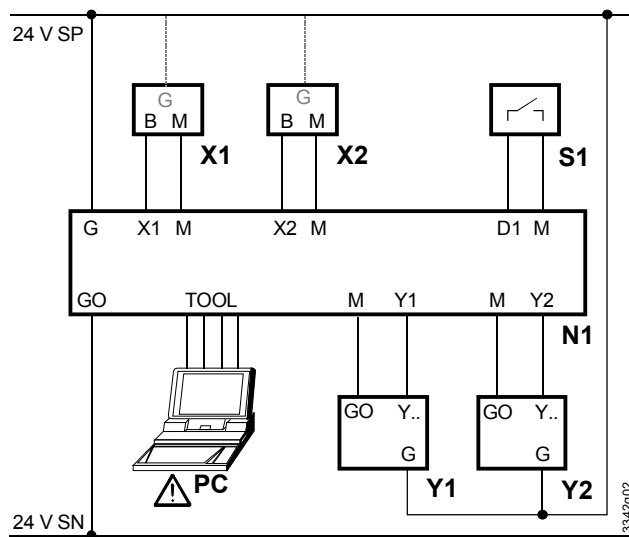 24 V SP
G
B M
X1
G
B M
X2
S1
G X1 M X2 M D1 M
GO TOOL M Y1 M Y2
N1
GO Y..
G
Y1
GO Y..
G
Y2
PC
24 V SN
3342g02